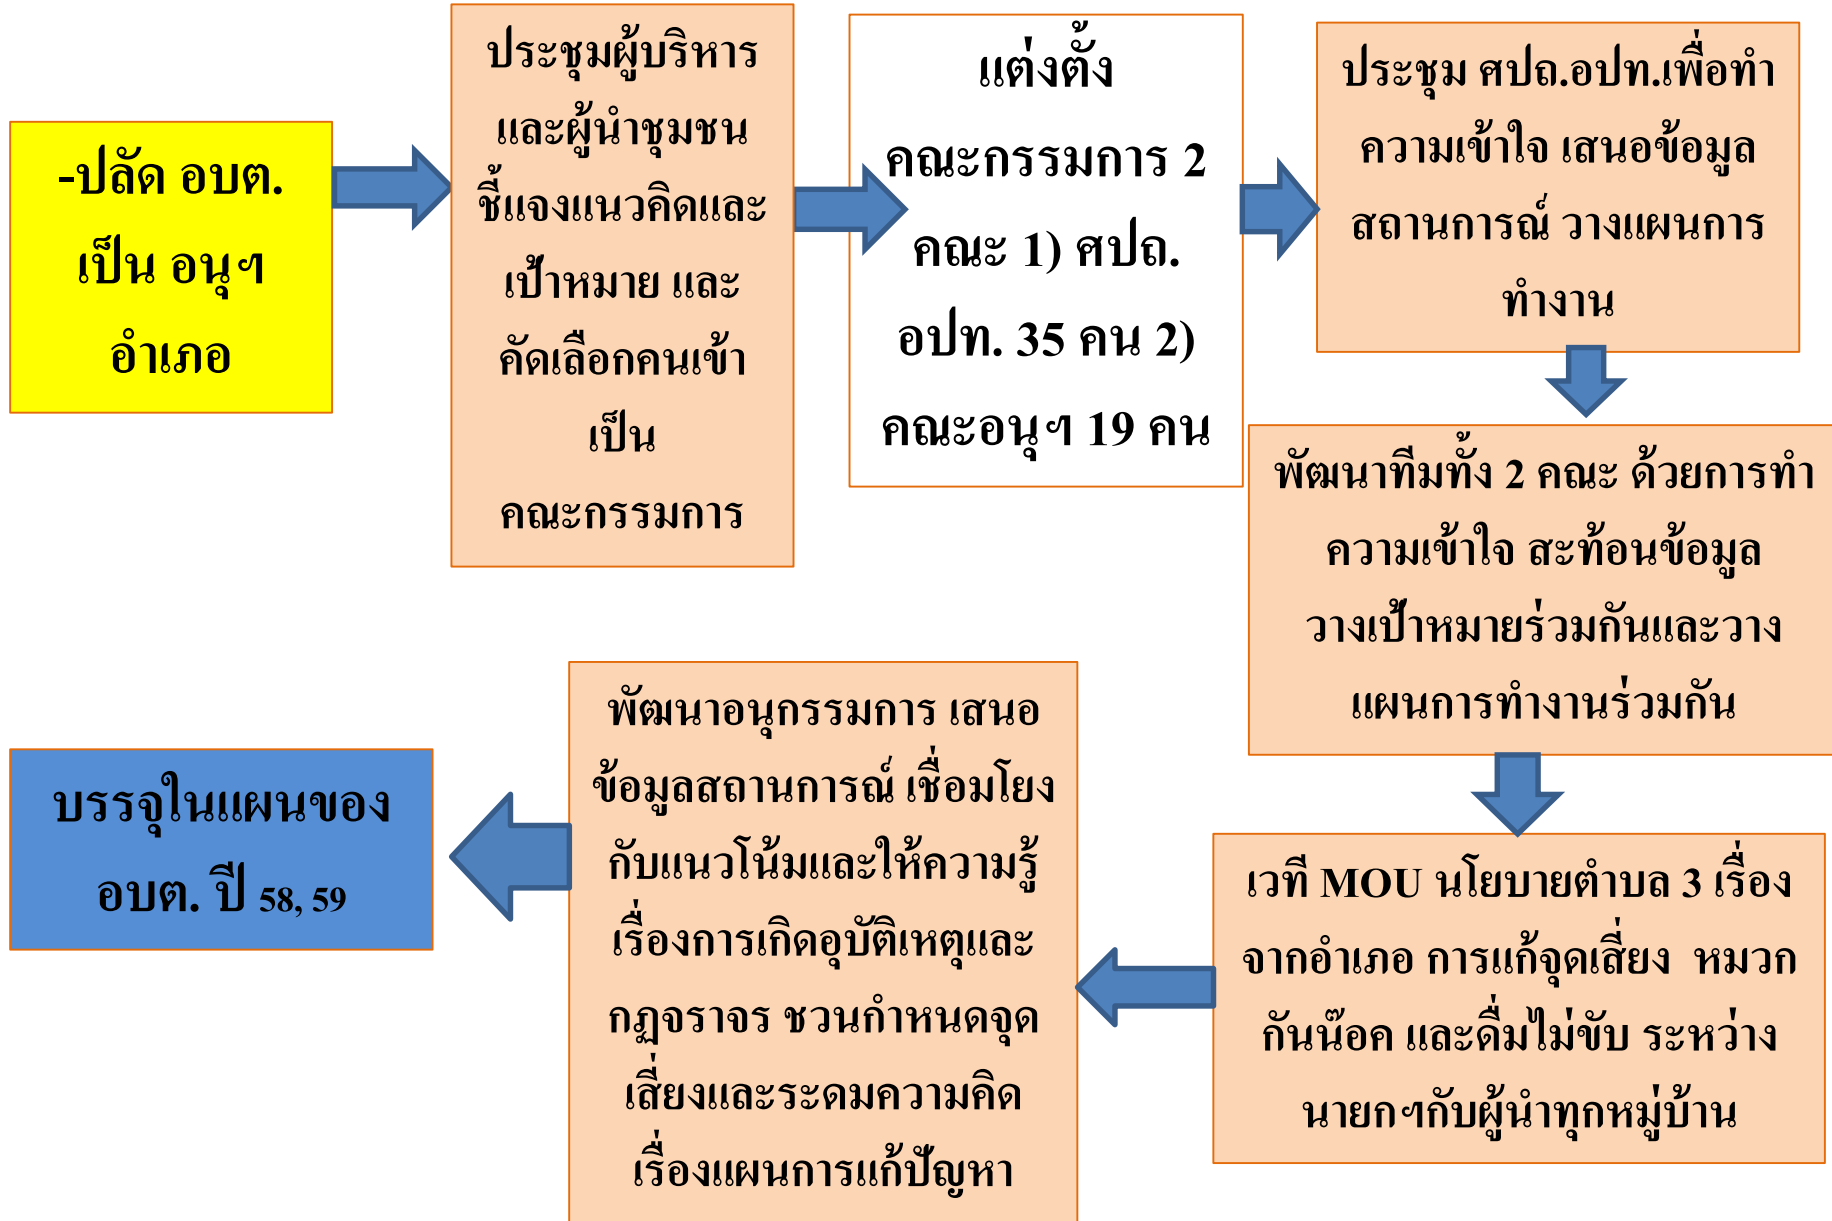 -ปลัด อบต.
เป็น อนุฯ
อำเภอ
ประชุมผู้บริหาร
และผู้นำชุมชน
ชี้แจงแนวคิดและ
เป้าหมาย และ
คัดเลือกคนเข้า
เป็น
คณะกรรมการ
แต่งตั้ง
คณะกรรมการ 2
คณะ 1) ศปถ.
อปท. 35 คน 2)
คณะอนุฯ 19 คน
ประชุม ศปถ.อปท.เพื่อทำ
ความเข้าใจ เสนอข้อมูล
สถานการณ์ วางแผนการ
ทำงาน
พัฒนาทีมทั้ง 2 คณะ ด้วยการทำ
ความเข้าใจ สะท้อนข้อมูล
วางเป้าหมายร่วมกันและวาง
แผนการทำงานร่วมกัน
เวที MOU นโยบายตำบล 3 เรื่อง
จากอำเภอ การแก้จุดเสี่ยง หมวก
กันน๊อค และดื่มไม่ขับ ระหว่าง
นายกฯกับผู้นำทุกหมู่บ้าน
พัฒนาอนุกรรมการ เสนอ
ข้อมูลสถานการณ์ เชื่อมโยง
กับแนวโน้มและให้ความรู้
เรื่องการเกิดอุบัติเหตุและ
กฏจราจร ชวนกำหนดจุด
เสี่ยงและระดมความคิด
เรื่องแผนการแก้ปัญหา
บรรจุในแผนของ
อบต. ปี 58, 59